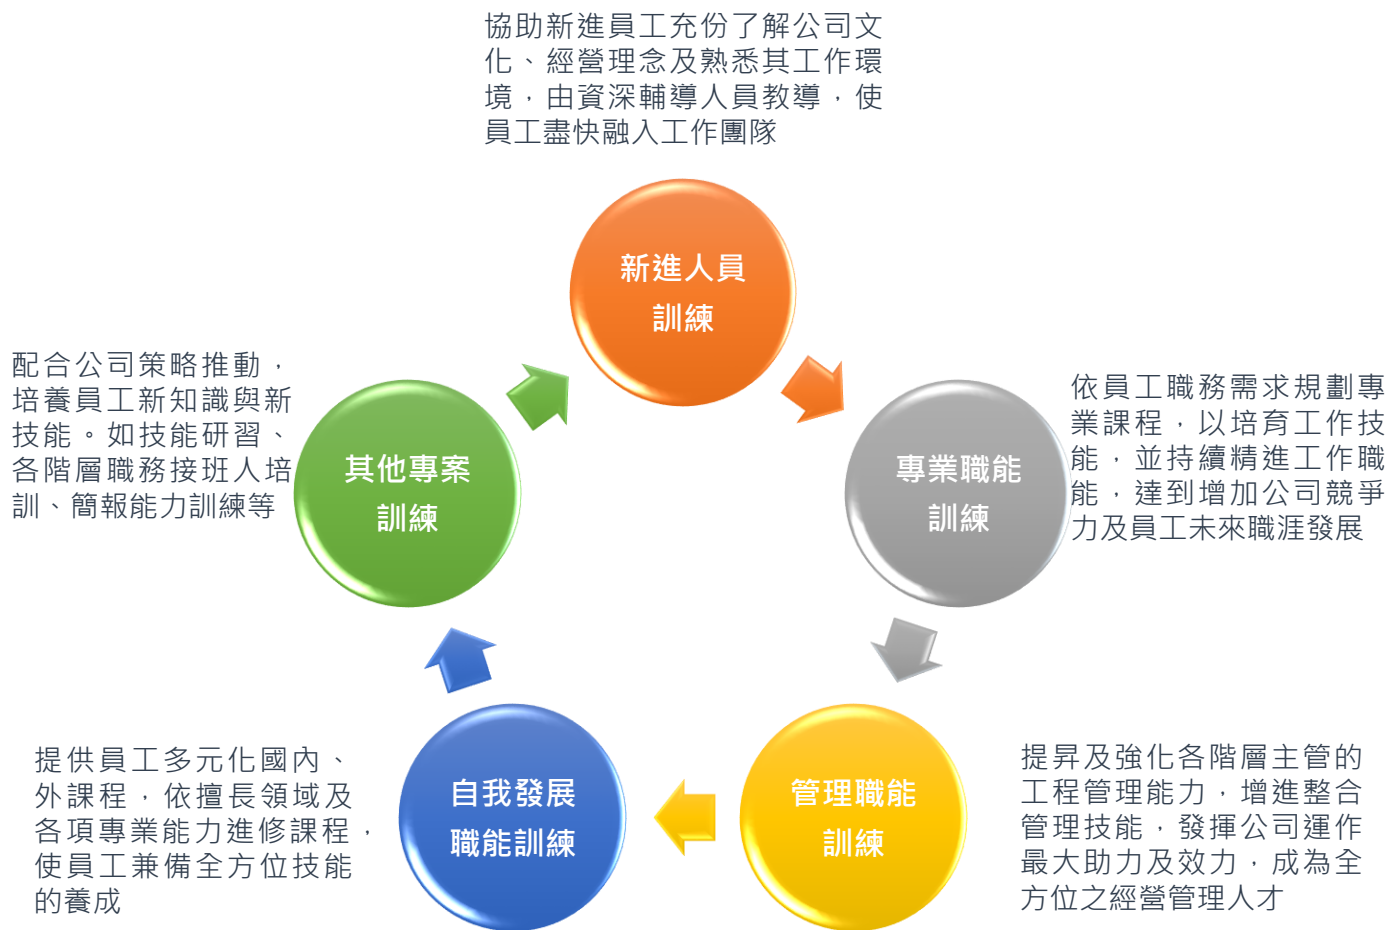 協助新進員工充份了解公司文
化、經營理念及熟悉其工作環
境，由資深輔導人員教導，使
員工盡快融入工作團隊
新進人員
訓練
依員工職務需求規劃專
業課程，以培育工作技
能，並持續精進工作職
能，達到增加公司競爭
力及員工未來職涯發展
專業職能
訓練
提昇及強化各階層主管的
工程管理能力，增進整合
管理技能，發揮公司運作
最大助力及效力，成為全
方位之經營管理人才
管理職能
訓練
自我發展
職能訓練
提供員工多元化國內、
外課程，依擅長領域及
各項專業能力進修課程，
使員工兼備全方位技能
的養成
其他專案
訓練
配合公司策略推動，
培養員工新知識與新
技能。如技能研習、
各階層職務接班人培
訓、簡報能力訓練等